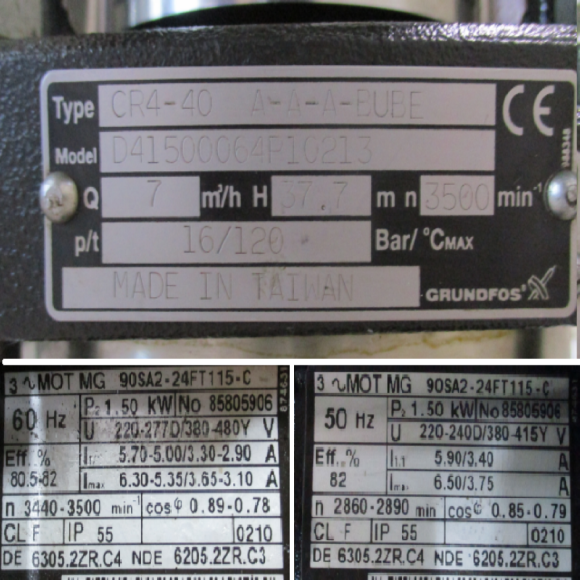 Type CR4-40 A-A-A-BUBE
CE
Model D41500064P10213
Q 7 m³/h H 37.7 m n 3500 min⁻¹
p/t 16/120 Bar/°CMAX
MADE IN TAIWAN
GRUNDFOS
3∿MOT MG 90SA2-24FT115-C
60 Hz
P₂ 1.50 kW No 85805906
U 220-277D/380-480Y V
Eff. %
80.5-82
I1/1 5.70-5.00/3.30-2.90 A
Imax 6.30-5.35/3.65-3.10 A
n 3440-3500 min⁻¹ cosφ 0.89-0.78
CL F IP 55 0210
DE 6305.2ZR.C4 NDE 6205.2ZR.C3
3∿MOT MG 90SA2-24FT115-C
50 Hz
P₂ 1.50 kW No 85805906
U 220-240D/380-415Y V
Eff. %
82
I1/1 5.90/3.40 A
Imax 6.50/3.75 A
n 2860-2890 min⁻¹ cosφ 0.85-0.79
CL F IP 55 0210
DE 6305.2ZR.C4 NDE 6205.2ZR.C3